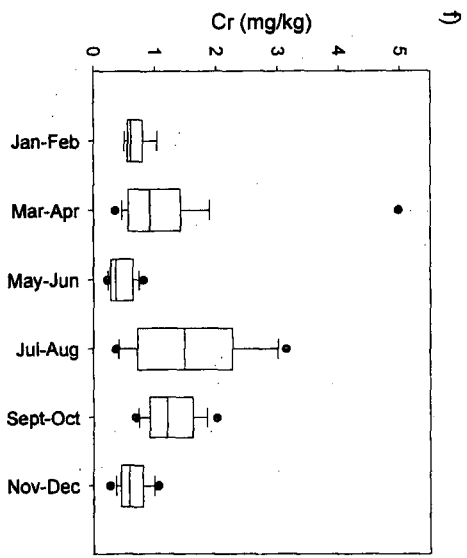 f)
Cr (mg/kg)
0 1 2 3 4 5
Jan-Feb
Mar-Apr
May-Jun
Jul-Aug
Sept-Oct
Nov-Dec